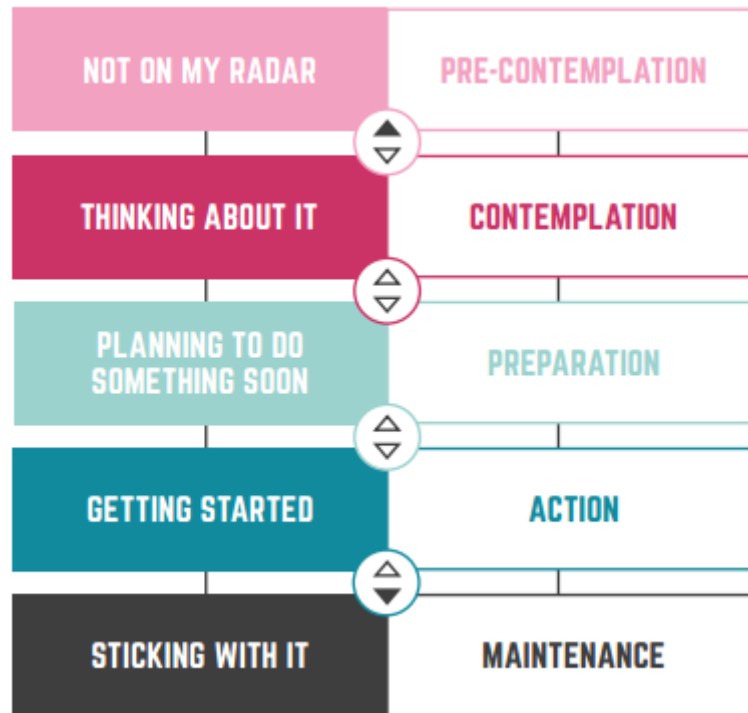 NOT ON MY RADAR
PRE-CONTEMPLATION
THINKING ABOUT IT
CONTEMPLATION
PLANNING TO DO
SOMETHING SOON
PREPARATION
GETTING STARTED
ACTION
STICKING WITH IT
MAINTENANCE